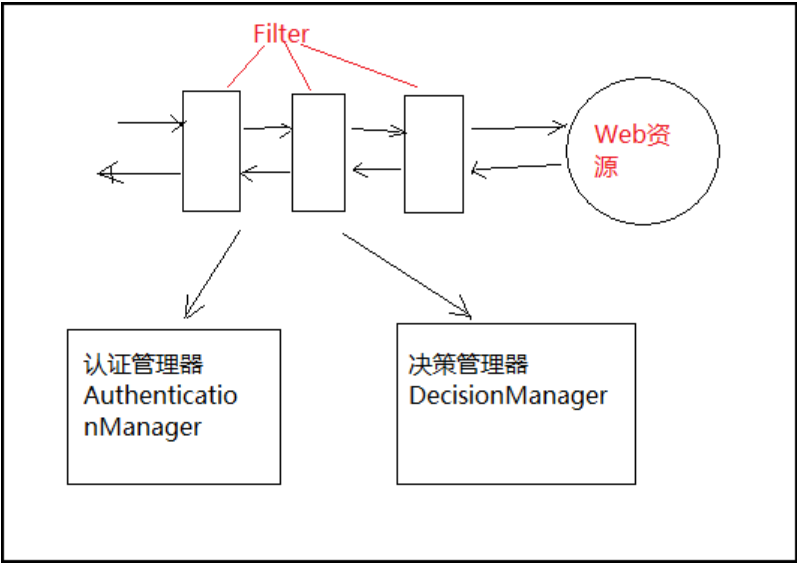 Filter
Web资
源
认证管理器
Authenticatio
nManager
决策管理器
DecisionManager